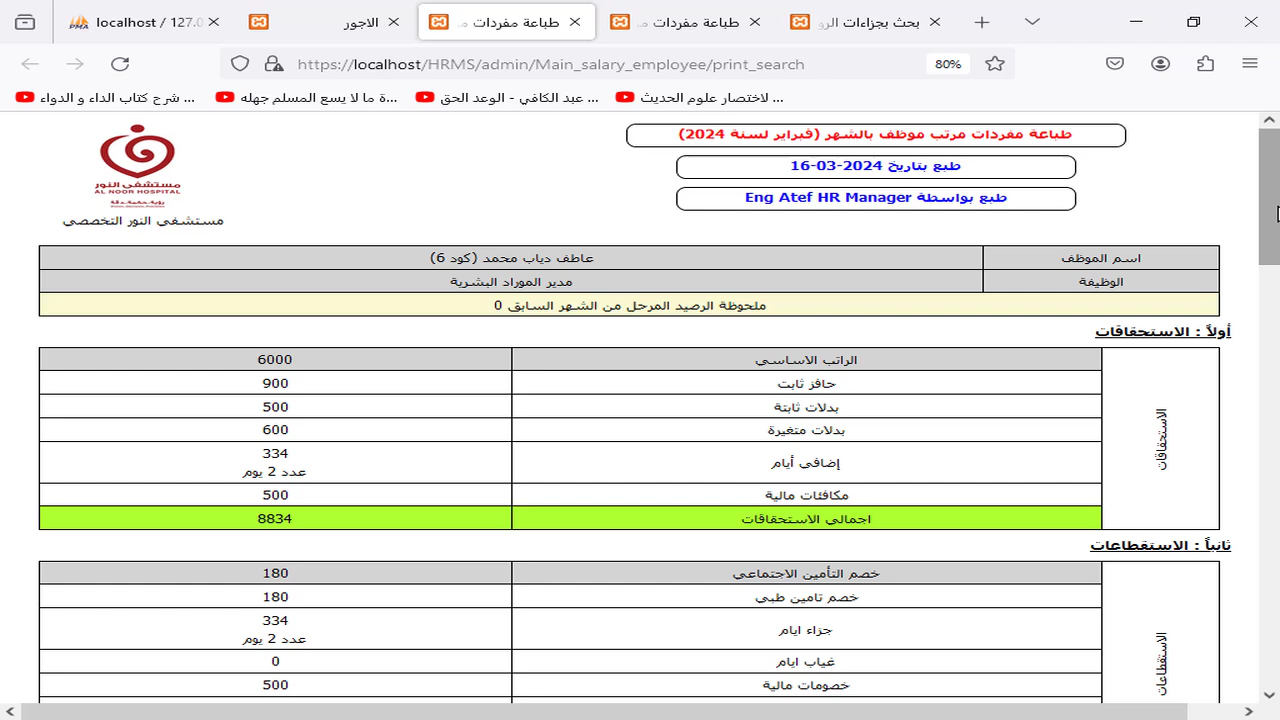 localhost / 127.0
الاجور
طباعة مفردات م
طباعة مفردات م
بحث بجزاءات الرو
https://localhost/HRMS/admin/Main_salary_employee/print_search
80%
شرح كتاب الداء و الدواء ...
ة ما لا يسع المسلم جهله...
عبد الكافي - الوعد الحق ...
لاختصار علوم الحديث ...
طباعة مفردات مرتب موظف بالشهر (فبراير لسنة 2024)
طبع بتاريخ 2024-03-16
طبع بواسطة Eng Atef HR Manager
مستشفى النور
AL NOOR HOSPITAL
مستشفى النور التخصصي
اسم الموظف عاطف دياب محمد (كود 6)
الوظيفة مدير الموراد البشرية
ملحوظة الرصيد المرحل من الشهر السابق 0
أولاً : الاستحقاقات
الاستحقاقات
الراتب الاساسي 6000
حافز ثابت 900
بدلات ثابتة 500
بدلات متغيرة 600
إضافي أيام 334
عدد 2 يوم
مكافئات مالية 500
اجمالي الاستحقاقات 8834
ثانياً : الاستقطاعات
الاستقطاعات
خصم التأمين الاجتماعي 180
خصم تامين طبي 180
جزاء ايام 334
عدد 2 يوم
غياب ايام 0
خصومات مالية 500